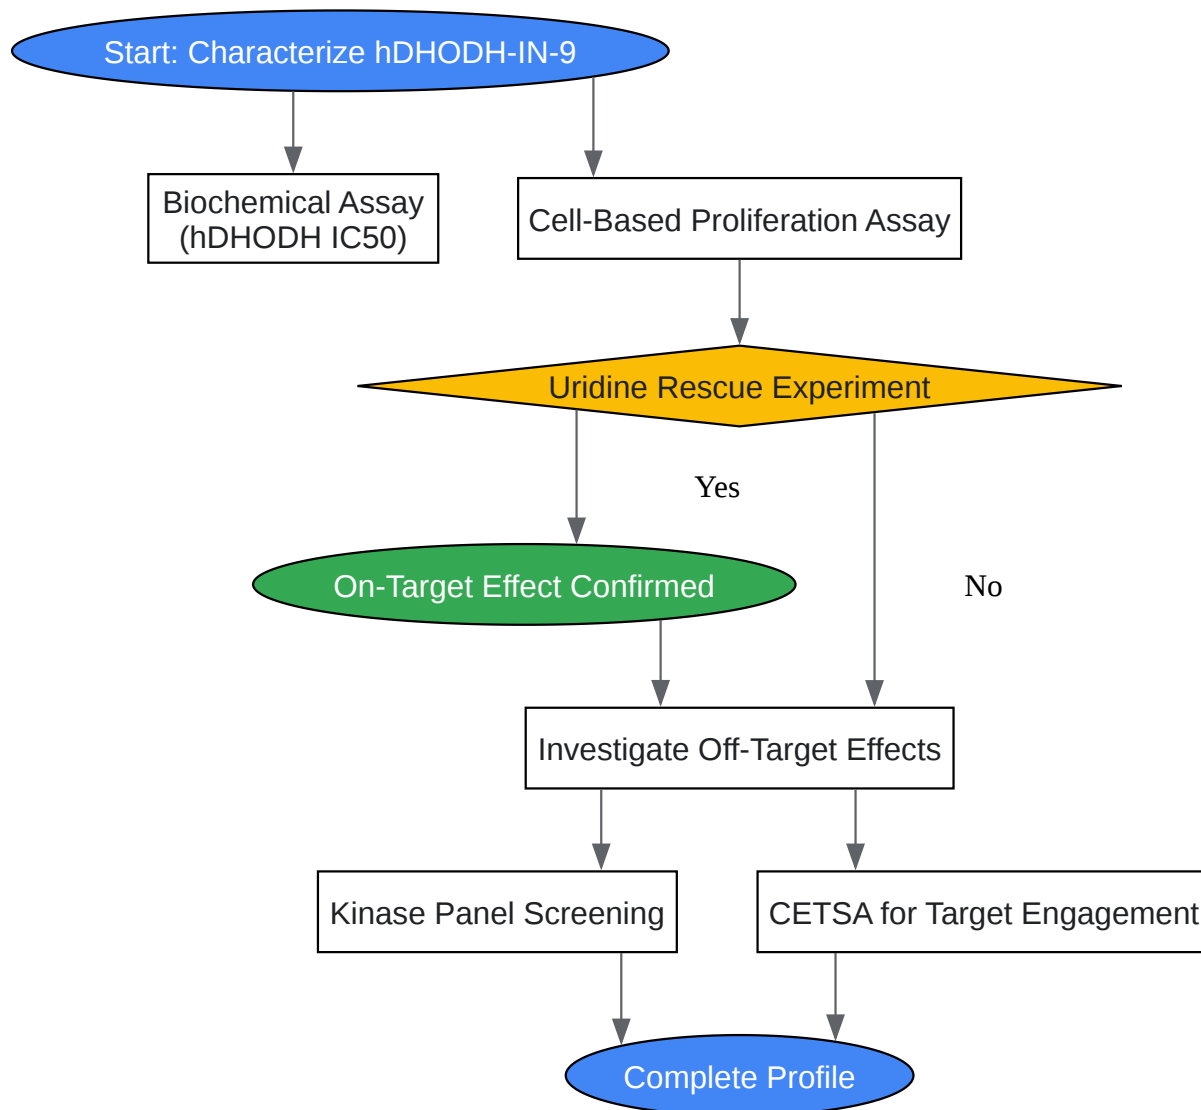 Start: Characterize hDHODH-IN-9
Biochemical Assay
(hDHODH IC50)
Cell-Based Proliferation Assay
Uridine Rescue Experiment
Yes
On-Target Effect Confirmed
No
Investigate Off-Target Effects
Kinase Panel Screening
CETSA for Target Engagement
Complete Profile